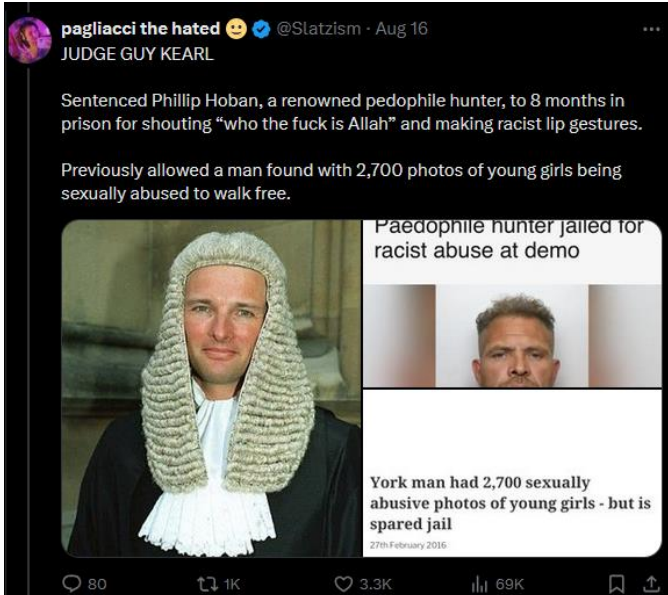 pagliacci the hated 🙂 @Slatzism · Aug 16
JUDGE GUY KEARL
Sentenced Phillip Hoban, a renowned pedophile hunter, to 8 months in
prison for shouting “who the fuck is Allah” and making racist lip gestures.
Previously allowed a man found with 2,700 photos of young girls being
sexually abused to walk free.
Paedophile hunter jailed for
racist abuse at demo
York man had 2,700 sexually
abusive photos of young girls - but is
spared jail
27th February 2016
80 1K 3.3K 69K